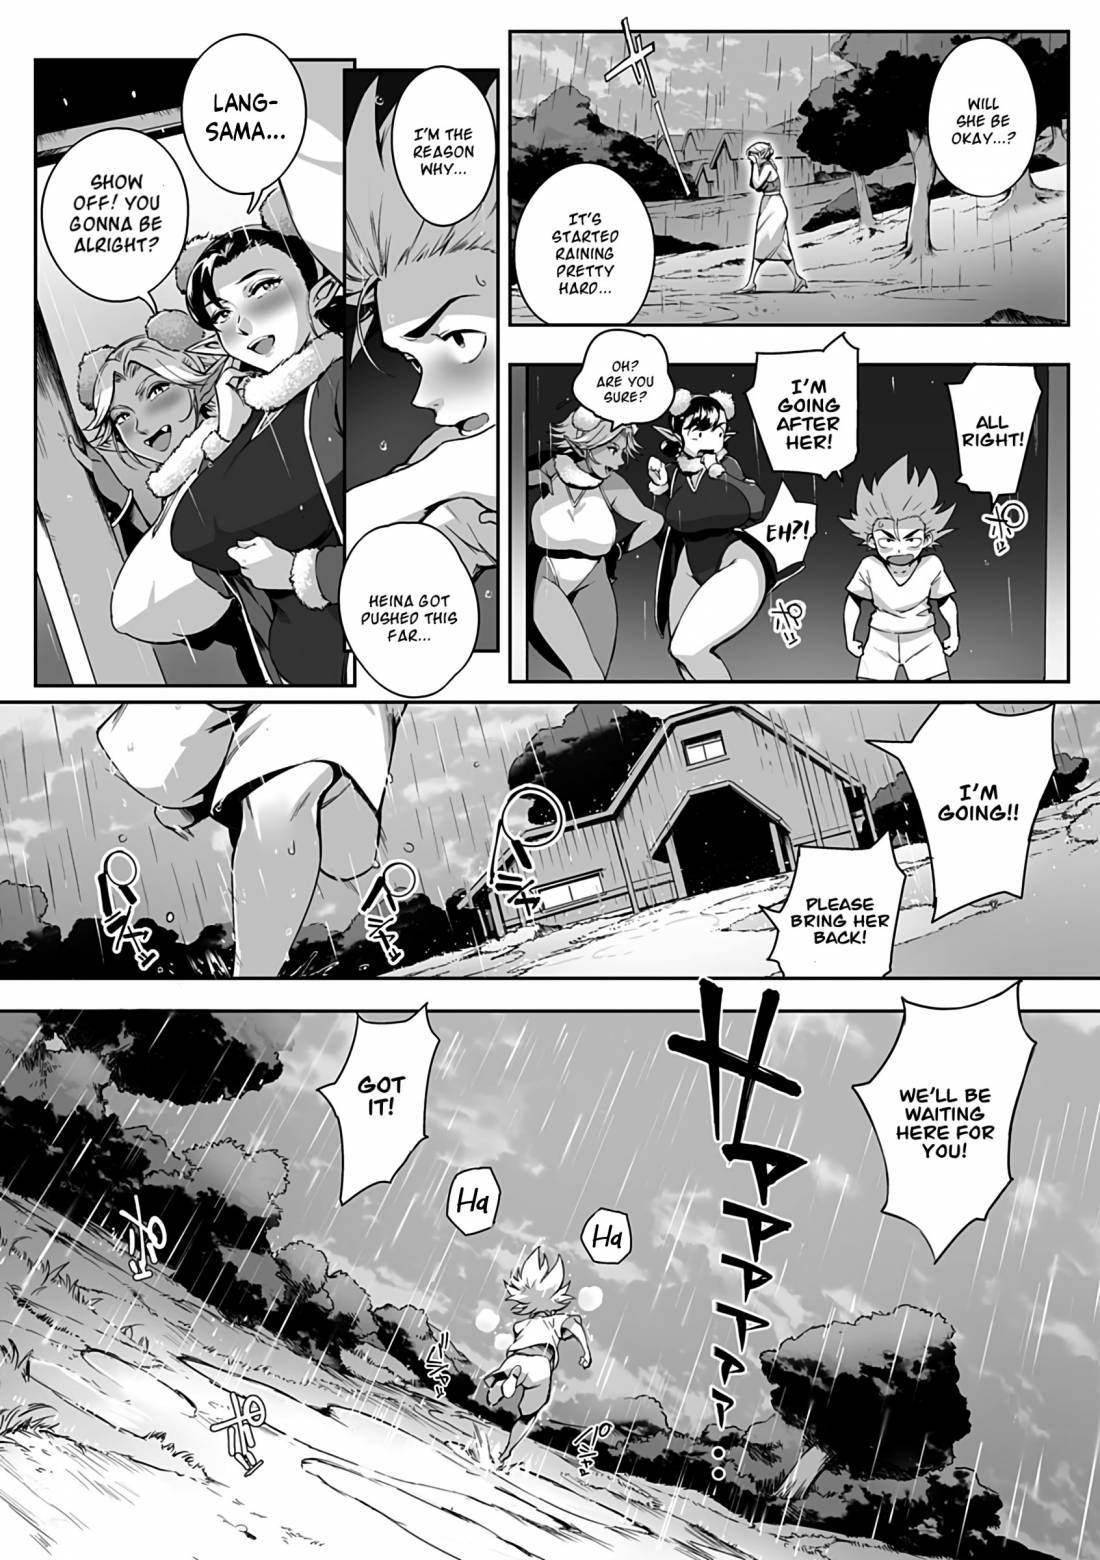 WILL
SHE BE
OKAY...?
IT'S
STARTED
RAINING
PRETTY
HARD...
I'M THE
REASON
WHY...
HEINA GOT
PUSHED THIS
FAR...
LANG-
SAMA...
SHOW
OFF! YOU
GONNA BE
ALRIGHT?
ALL
RIGHT!
I'M
GOING
AFTER
HER!
EH?!
OH?
ARE YOU
SURE?
I'M
GOING!!
PLEASE
BRING HER
BACK!
WE'LL BE
WAITING
HERE FOR
YOU!
GOT
IT!
Ha
Ha